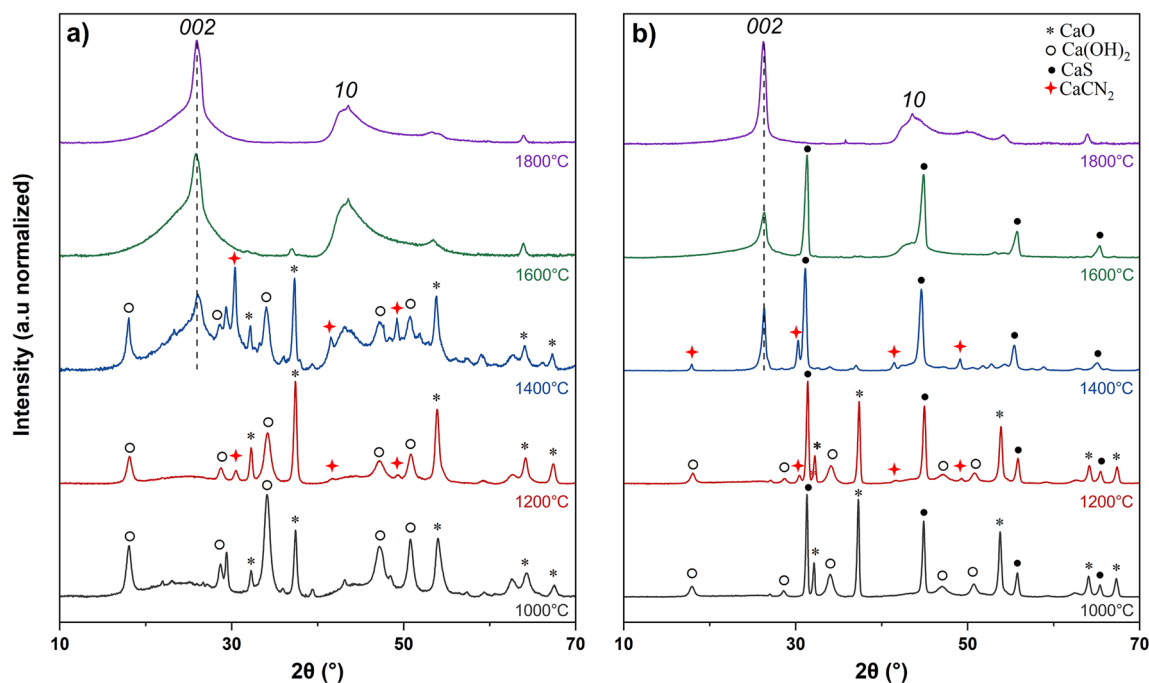 a)
002
10
1800°C
1600°C
1400°C
1200°C
1000°C
10 30 50 70
2θ (°)
Intensity (a.u normalized)
b)
002
10
* CaO
Ca(OH)₂
CaS
CaCN₂
1800°C
1600°C
1400°C
1200°C
1000°C
10 30 50 70
2θ (°)